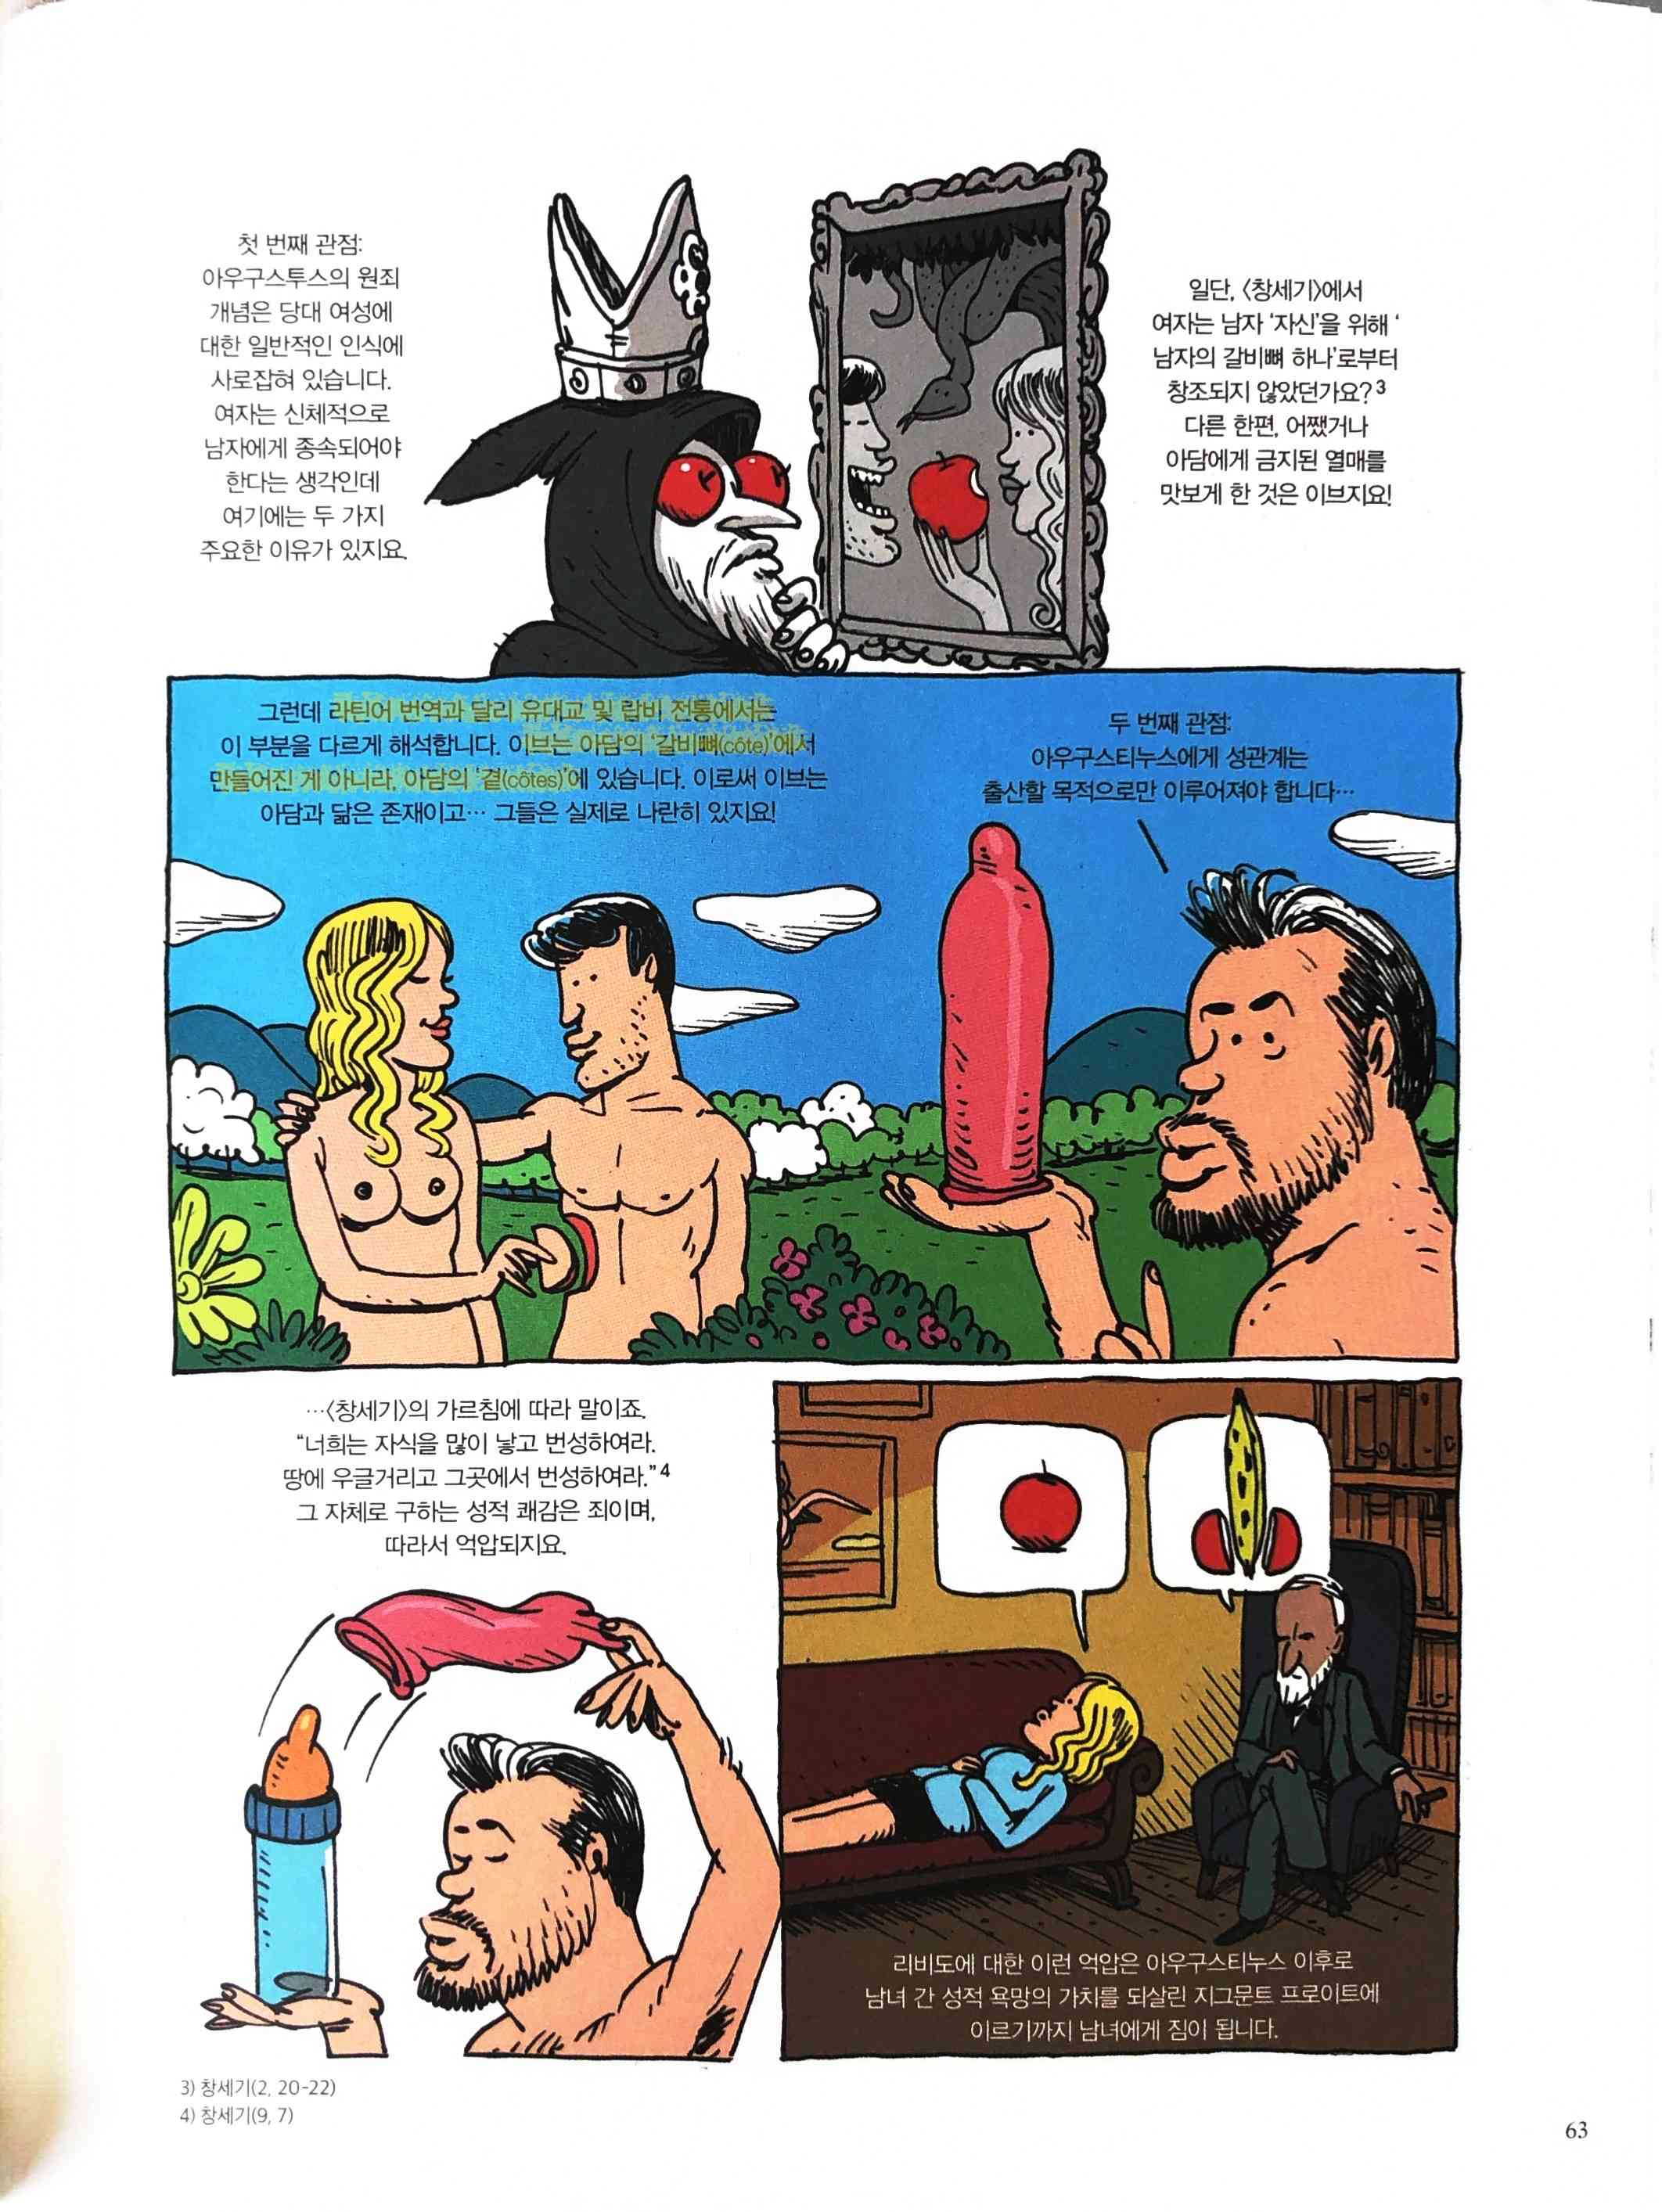 첫 번째 관점:
아우구스투스의 원죄
개념은 당대 여성에
대한 일반적인 인식에
사로잡혀 있습니다.
여자는 신체적으로
남자에게 종속되어야
한다는 생각인데
여기에는 두 가지
주요한 이유가 있지요.
일단, 〈창세기〉에서
여자는 남자 ‘자신’을 위해 ‘
남자의 갈비뼈 하나’로부터
창조되지 않았던가요?3
다른 한편, 어쨌거나
아담에게 금지된 열매를
맛보게 한 것은 이브지요!
그런데 라틴어 번역과 달리 유대교 및 랍비 전통에서는
이 부분을 다르게 해석합니다. 이브는 아담의 ‘갈비뼈(côte)’에서
만들어진 게 아니라, 아담의 ‘곁(côtes)’에 있습니다. 이로써 이브는
아담과 닮은 존재이고… 그들은 실제로 나란히 있지요!
두 번째 관점:
아우구스티누스에게 성관계는
출산할 목적으로만 이루어져야 합니다…
…〈창세기〉의 가르침에 따라 말이죠.
“너희는 자식을 많이 낳고 번성하여라.
땅에 우글거리고 그곳에서 번성하여라.”4
그 자체로 구하는 성적 쾌감은 죄이며,
따라서 억압되지요.
리비도에 대한 이런 억압은 아우구스티누스 이후로
남녀 간 성적 욕망의 가치를 되살린 지그문트 프로이트에
이르기까지 남녀에게 짐이 됩니다.
3) 창세기(2, 20-22)
4) 창세기(9, 7)
63